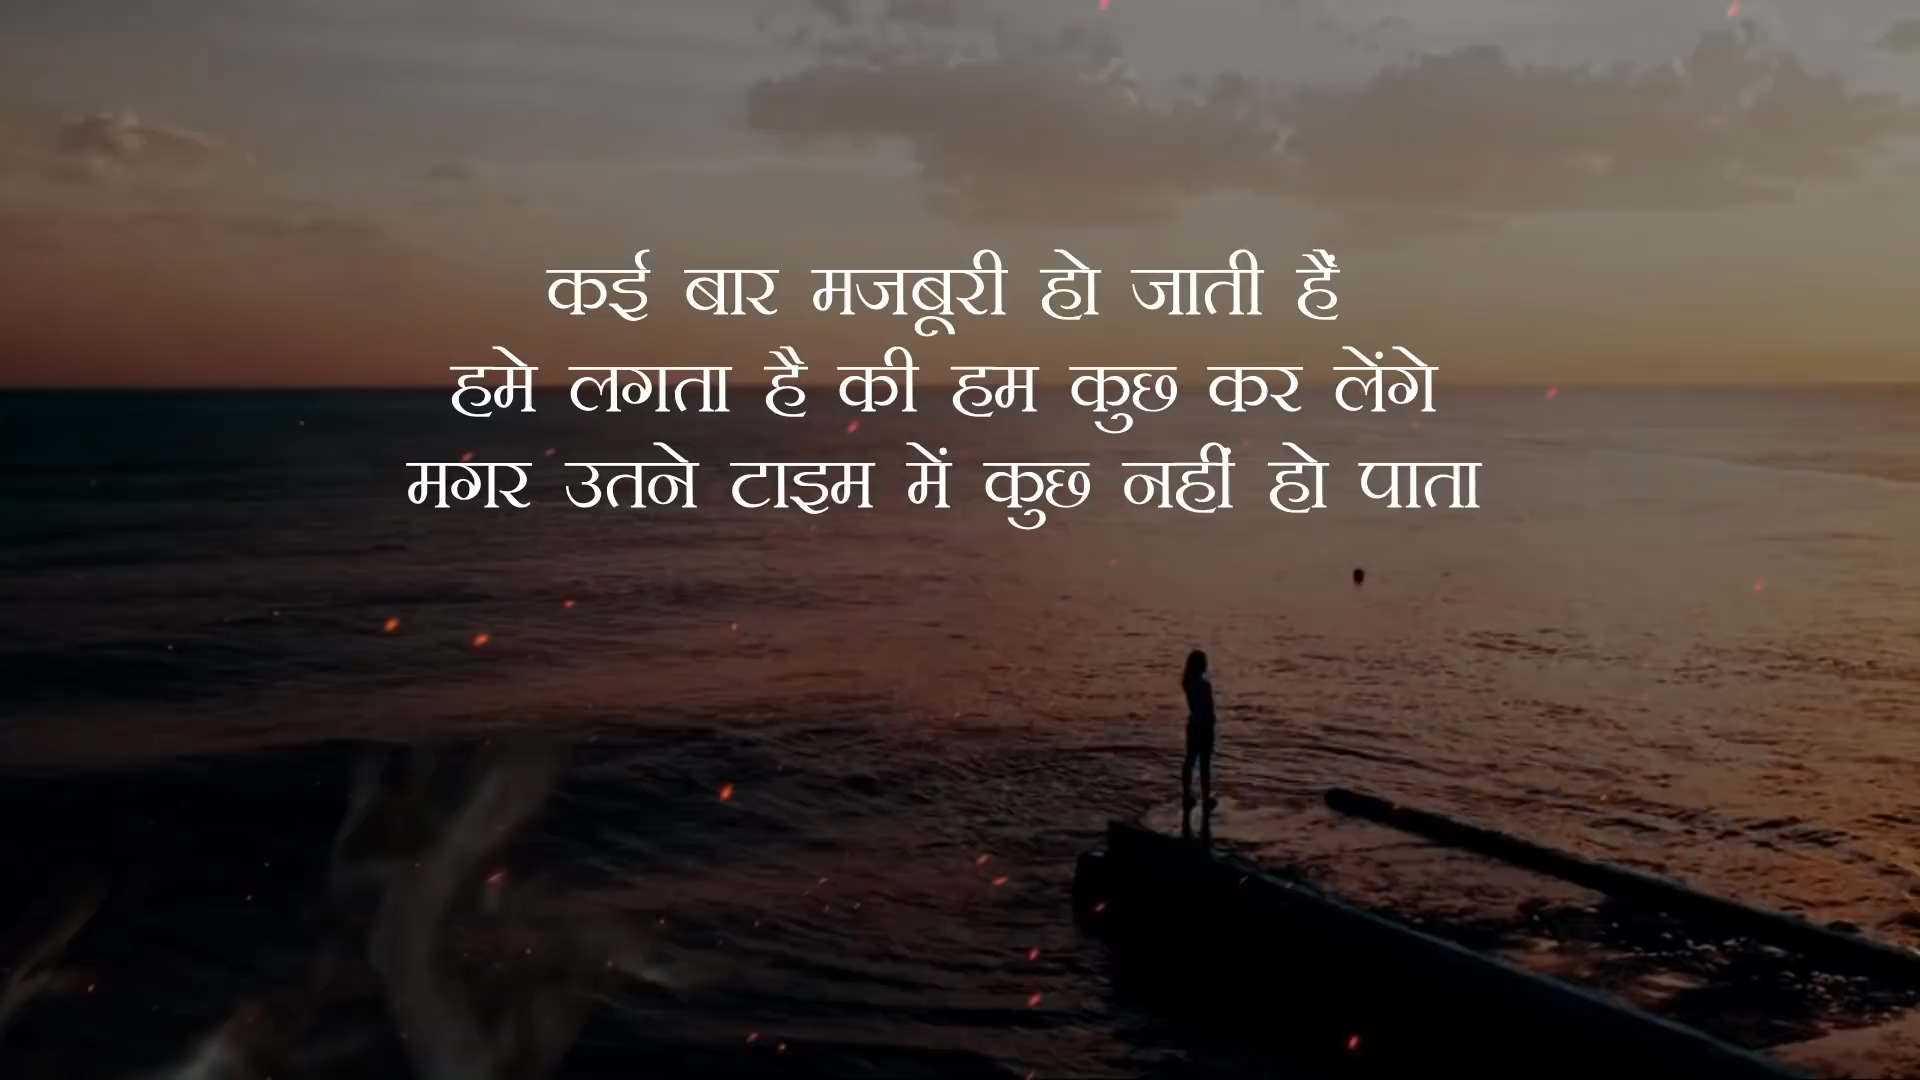 कई बार मजबूरी हो जाती हैं
हमे लगता है की हम कुछ कर लेंगे
मगर उतने टाइम में कुछ नहीं हो पाता